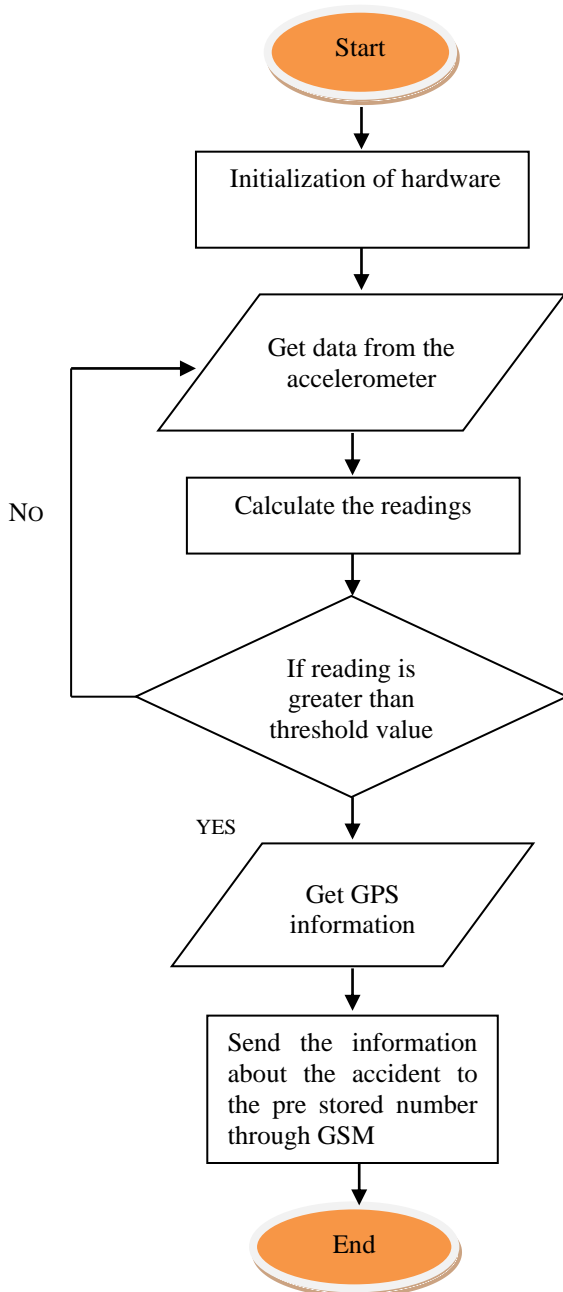 Start
Initialization of hardware
Get data from the
accelerometer
NO
Calculate the readings
If reading is
greater than
threshold value
YES
Get GPS
information
Send the information
about the accident to
the pre stored number
through GSM
End